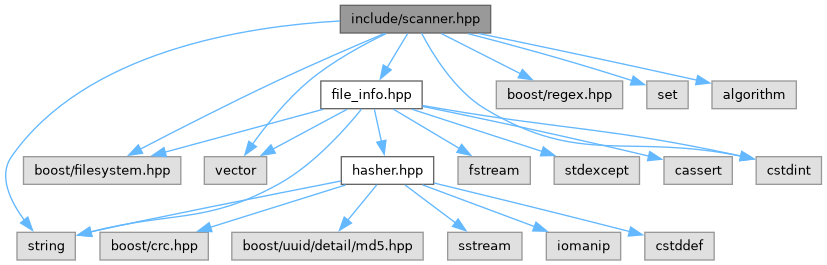 include/scanner.hpp
file_info.hpp
boost/regex.hpp
set
algorithm
boost/filesystem.hpp
vector
hasher.hpp
fstream
stdexcept
cassert
cstdint
string
boost/crc.hpp
boost/uuid/detail/md5.hpp
sstream
iomanip
cstddef